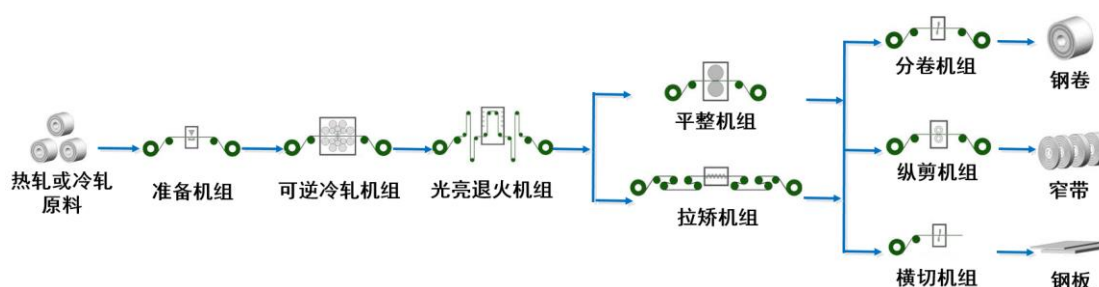 热轧或冷轧
原料
准备机组
可逆冷轧机组
光亮退火机组
平整机组
拉矫机组
分卷机组
钢卷
纵剪机组
窄带
横切机组
钢板